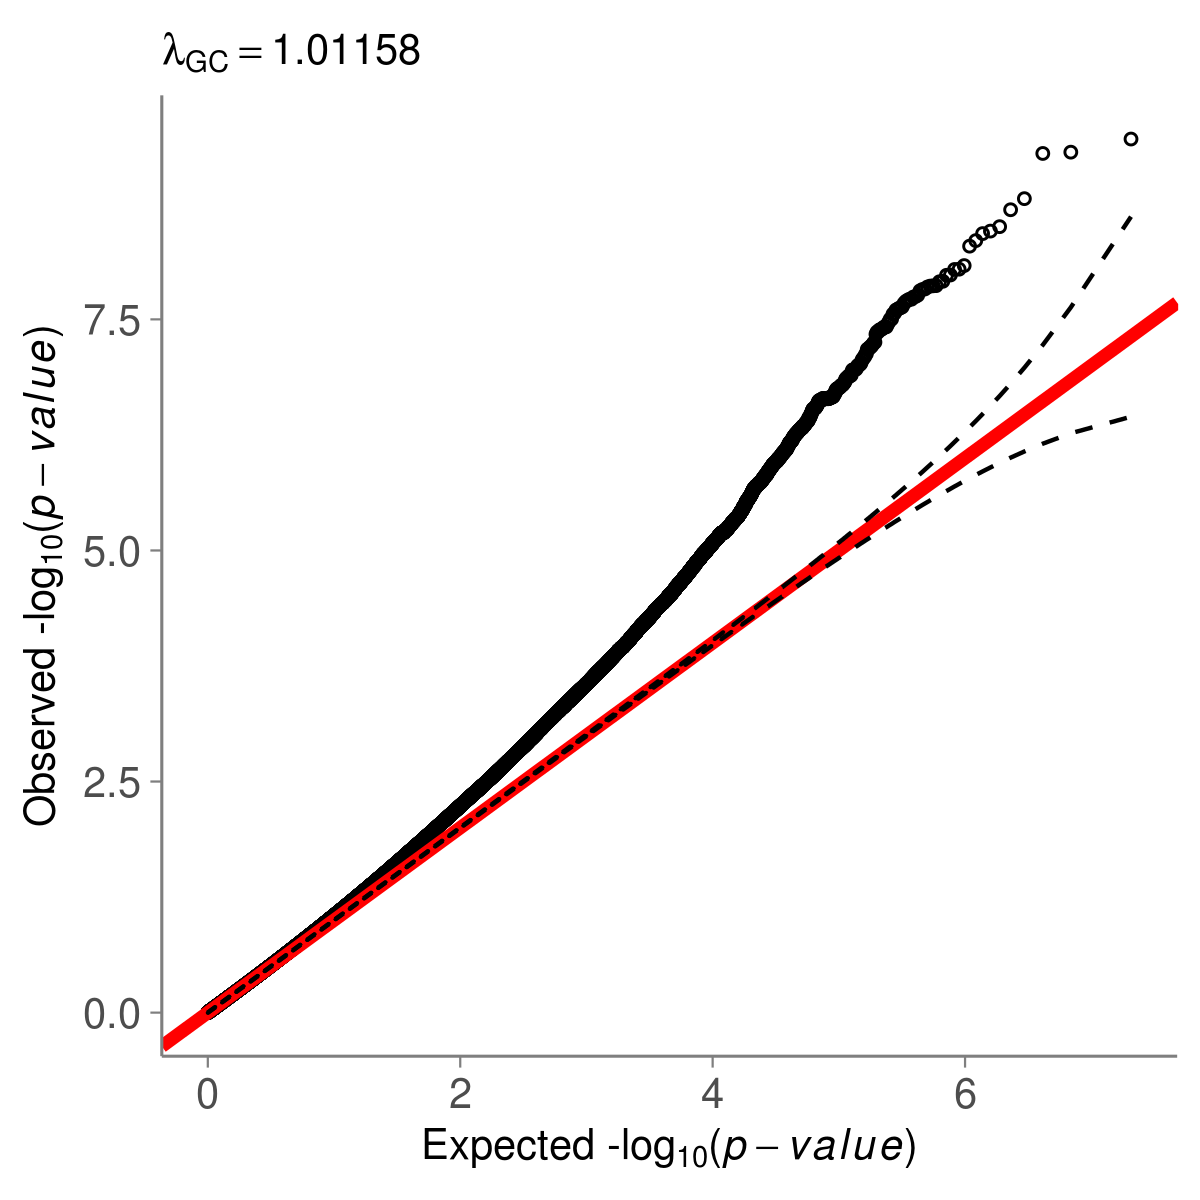 λGC = 1.01158
Observed -log10(p − value)
7.5
5.0
2.5
0.0
0 2 4 6
Expected -log10(p − value)